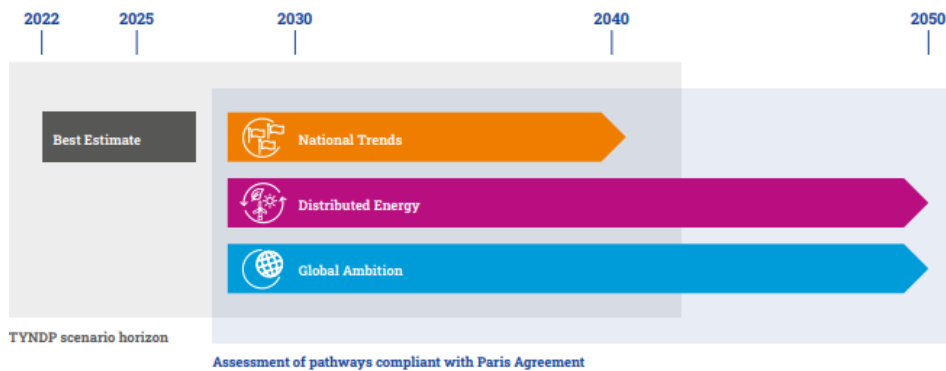 2022 2025 2030 2040 2050
Best Estimate
National Trends
Distributed Energy
Global Ambition
TYNDP scenario horizon
Assessment of pathways compliant with Paris Agreement